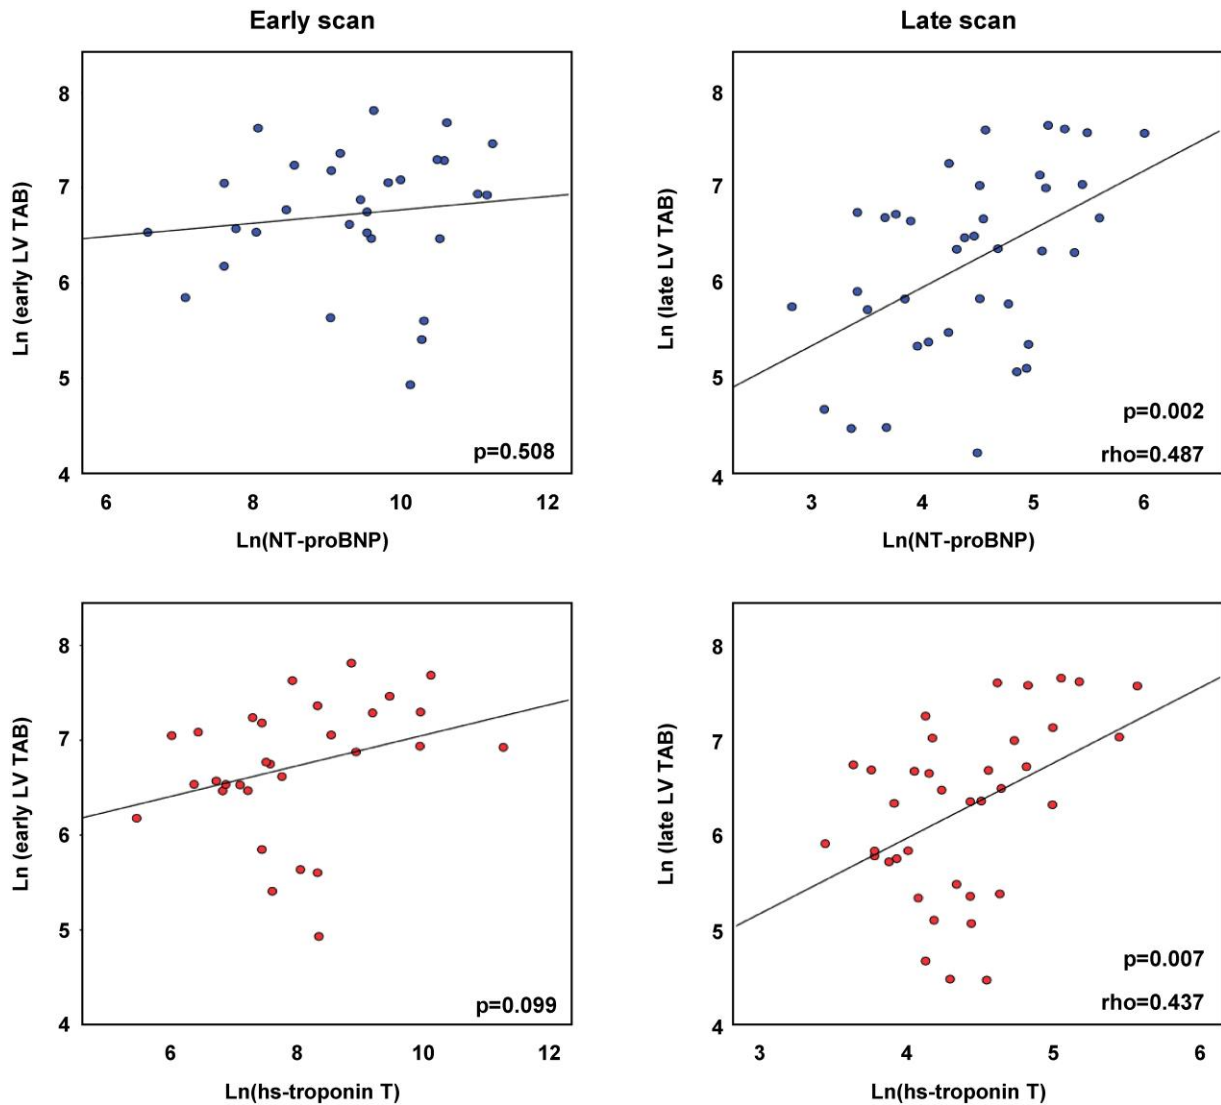 Early scan
Late scan
Ln (early LV TAB)
8
7
6
5
4
p=0.508
6 8 10 12
Ln(NT-proBNP)
Ln (late LV TAB)
8
7
6
5
4
p=0.002
rho=0.487
3 4 5 6
Ln(NT-proBNP)
Ln (early LV TAB)
8
7
6
5
4
p=0.099
6 8 10 12
Ln(hs-troponin T)
Ln (late LV TAB)
8
7
6
5
4
p=0.007
rho=0.437
3 4 5 6
Ln(hs-troponin T)